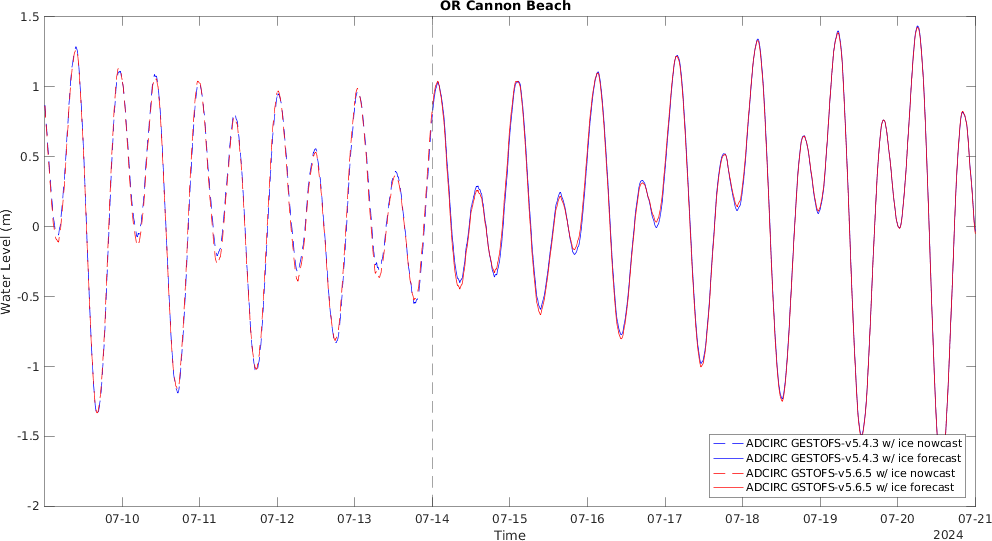 OR Cannon Beach
1.5
1
0.5
0
-0.5
-1
-1.5
-2
Water Level (m)
ADCIRC GESTOFS-v5.4.3 w/ ice nowcast
ADCIRC GESTOFS-v5.4.3 w/ ice forecast
ADCIRC GSTOFS-v5.6.5 w/ ice nowcast
ADCIRC GSTOFS-v5.6.5 w/ ice forecast
07-10 07-11 07-12 07-13 07-14 07-15 07-16 07-17 07-18 07-19 07-20 07-21
Time
2024